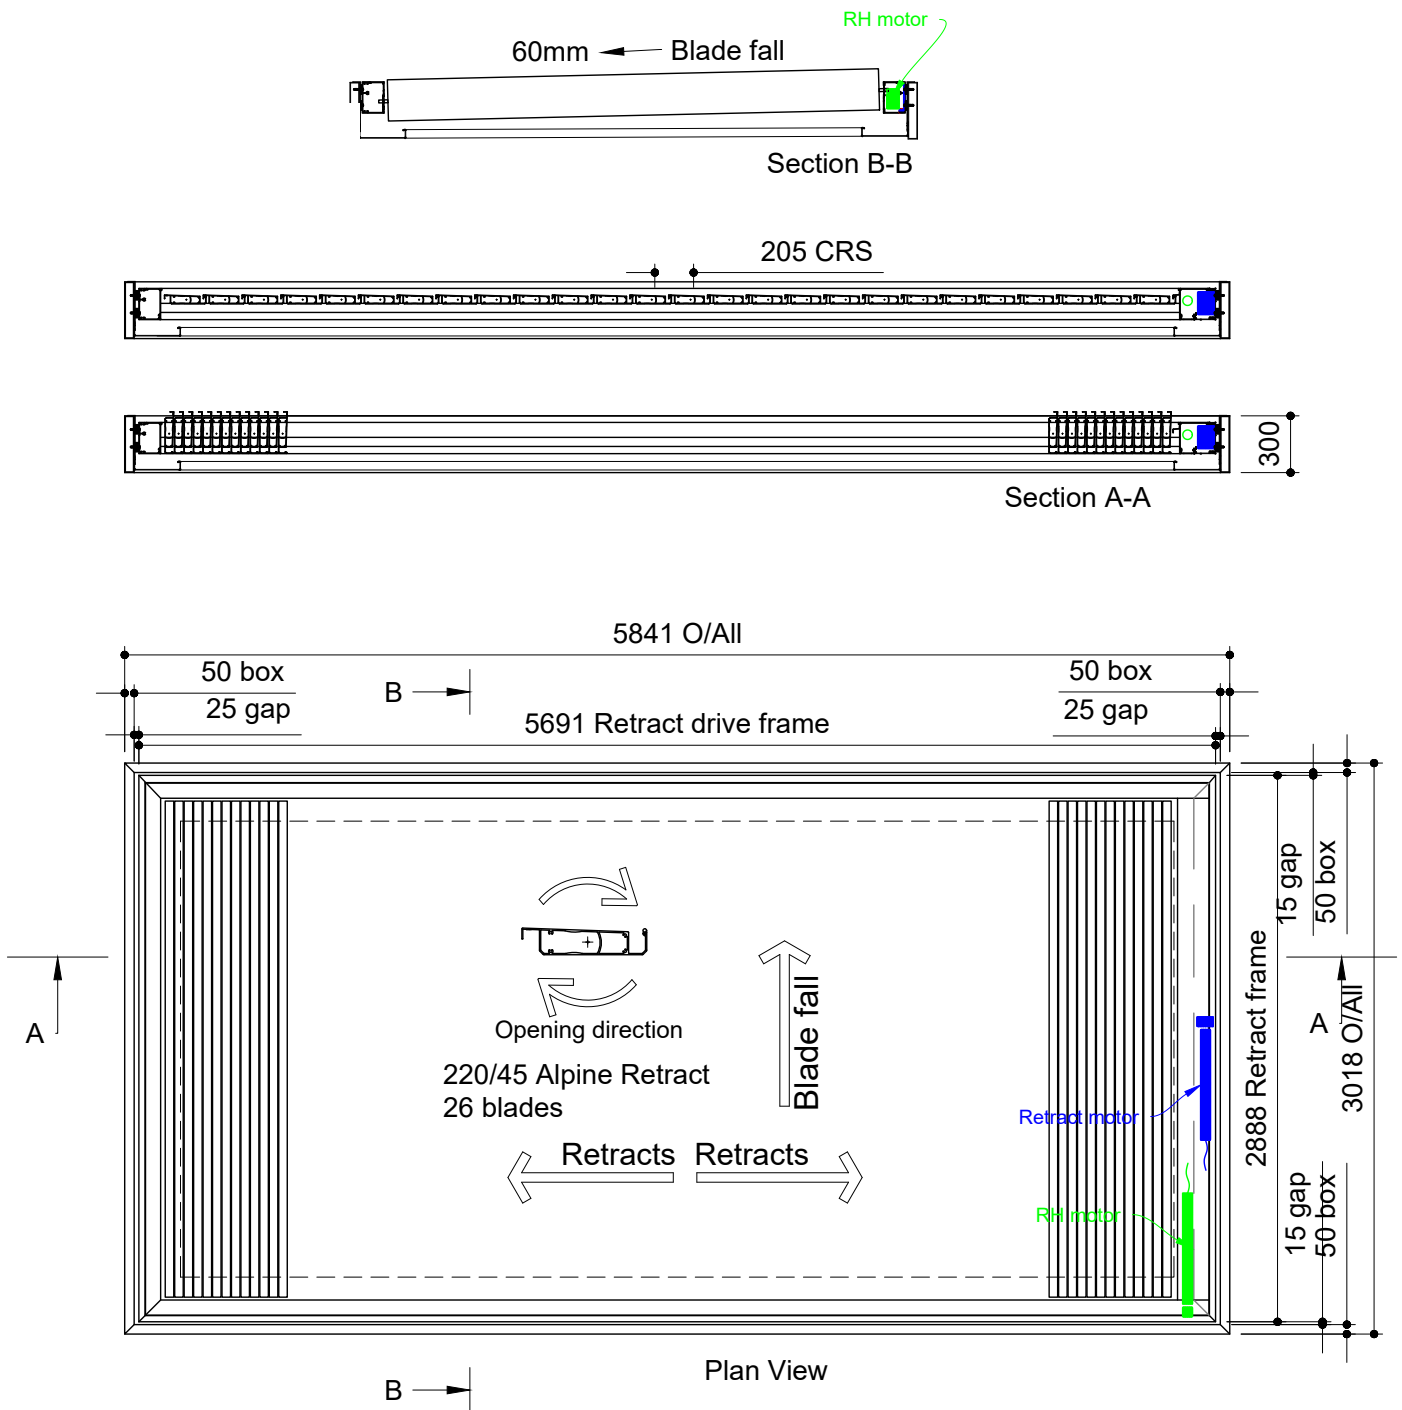 RH motor
60mm
Blade fall
Section B-B
205 CRS
300
Section A-A
5841 O/All
50 box
50 box
B
25 gap
25 gap
5691 Retract drive frame
15 gap
50 box
A
Opening direction
220/45 Alpine Retract
26 blades
Blade fall
Retracts
Retracts
Retract motor
RH motor
2888 Retract frame
A
3018 O/All
15 gap
50 box
Plan View
B